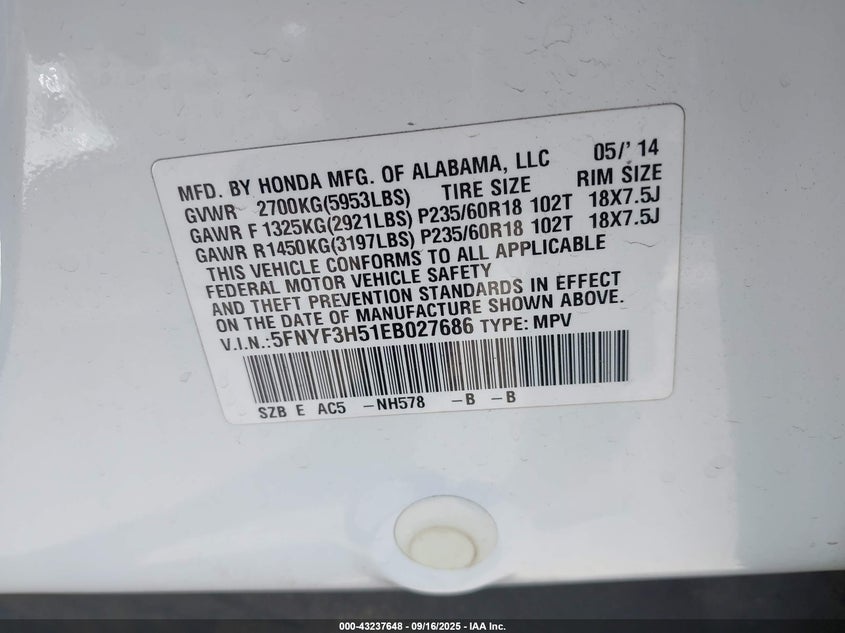 MFD. BY HONDA MFG. OF ALABAMA, LLC 05/' 14
GVWR 2700KG(5953LBS) TIRE SIZE RIM SIZE
GAWR F 1325KG(2921LBS) P235/60R18 102T 18X7.5J
GAWR R1450KG(3197LBS) P235/60R18 102T 18X7.5J
THIS VEHICLE CONFORMS TO ALL APPLICABLE
FEDERAL MOTOR VEHICLE SAFETY
AND THEFT PREVENTION STANDARDS IN EFFECT
ON THE DATE OF MANUFACTURE SHOWN ABOVE.
V.I.N.:5FNYF3H51EB027686 TYPE: MPV
SZB E AC5 -NH578 -B -B
000-43237648 - 09/16/2025 - IAA Inc.